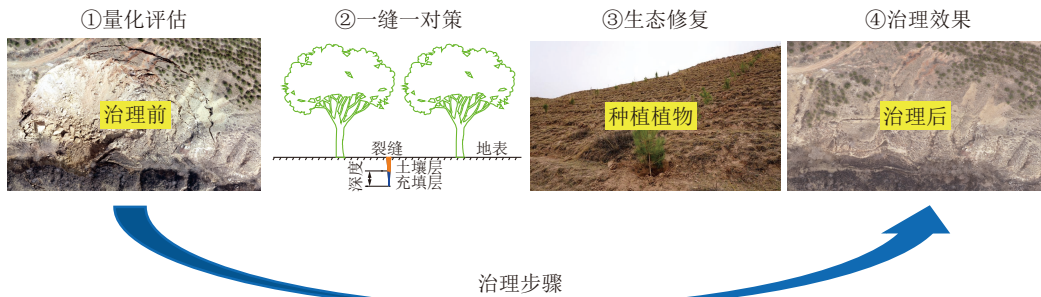 ①量化评估
②一缝一对策
③生态修复
④治理效果
治理前
种植植物
治理后
裂缝
地表
深度
土壤层
充填层
治理步骤